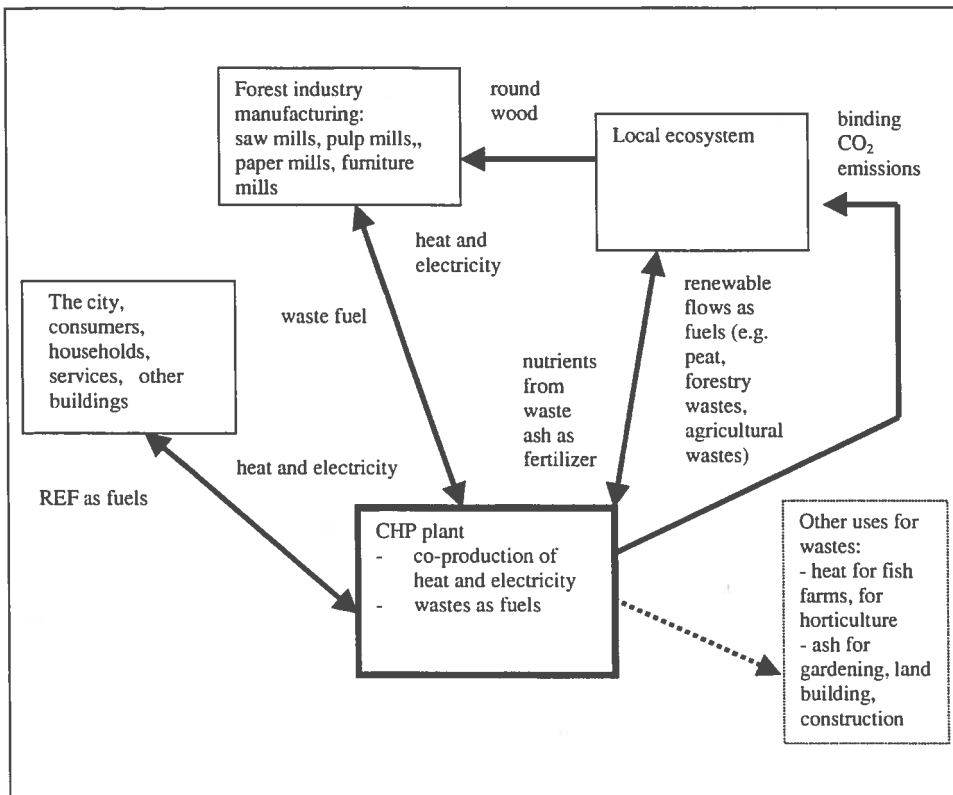 Forest industry
manufacturing:
saw mills, pulp mills,,
paper mills, furniture
mills
round
wood
Local ecosystem
binding
CO₂
emissions
heat and
electricity
waste fuel
The city,
consumers,
households,
services, other
buildings
renewable
flows as
fuels (e.g.
peat,
forestry
wastes,
agricultural
wastes)
nutrients
from
waste
ash as
fertilizer
heat and electricity
REF as fuels
CHP plant
- co-production of
heat and electricity
- wastes as fuels
Other uses for
wastes:
- heat for fish
farms, for
horticulture
- ash for
gardening, land
building,
construction